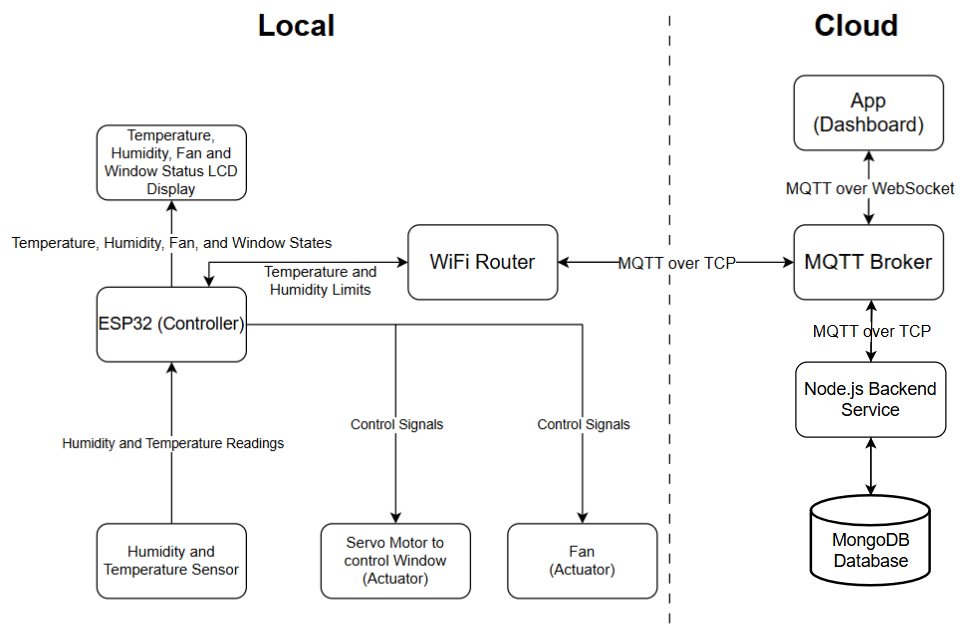 Local
Cloud
App
(Dashboard)
Temperature,
Humidity, Fan and
Window Status LCD
Display
MQTT over WebSocket
Temperature, Humidity, Fan, and Window States
WiFi Router
MQTT over TCP
MQTT Broker
Temperature and
Humidity Limits
ESP32 (Controller)
MQTT over TCP
Node.js Backend
Service
Control Signals
Control Signals
Humidity and Temperature Readings
Humidity and
Temperature Sensor
Servo Motor to
control Window
(Actuator)
Fan
(Actuator)
MongoDB
Database